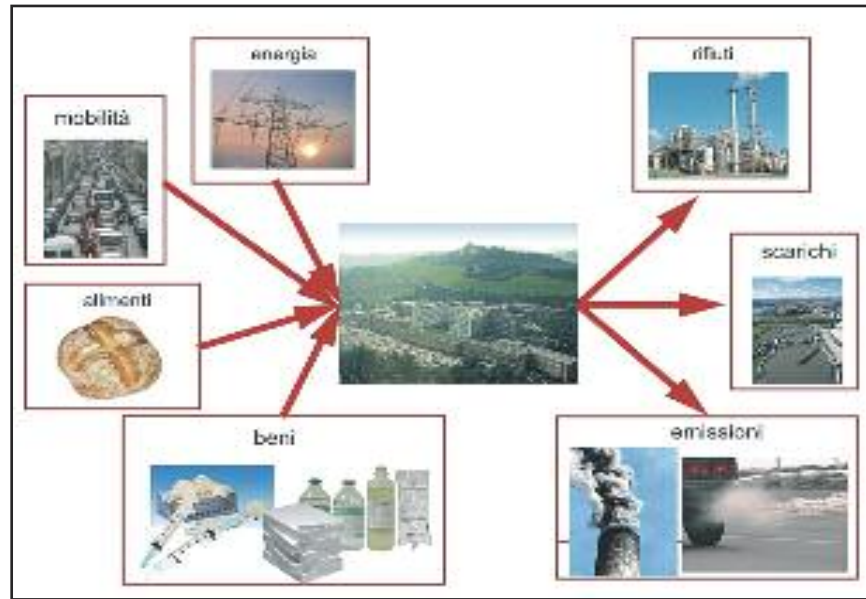 energia
rifiuti
mobilità
scarichi
alimenti
beni
emissioni